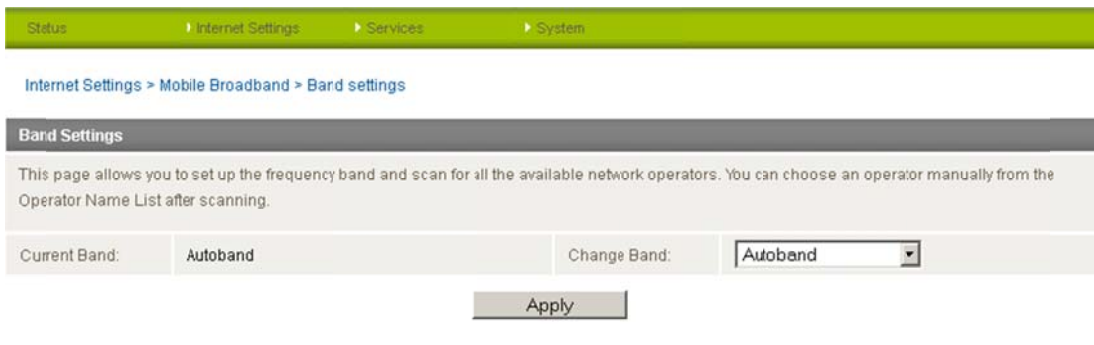 Status Internet Settings Services System
Internet Settings > Mobile Broadband > Band settings
Band Settings
This page allows you to set up the frequency band and scan for all the available network operators. You can choose an operator manually from the
Operator Name List after scanning.
Current Band: Autoband Change Band: Autoband
Apply